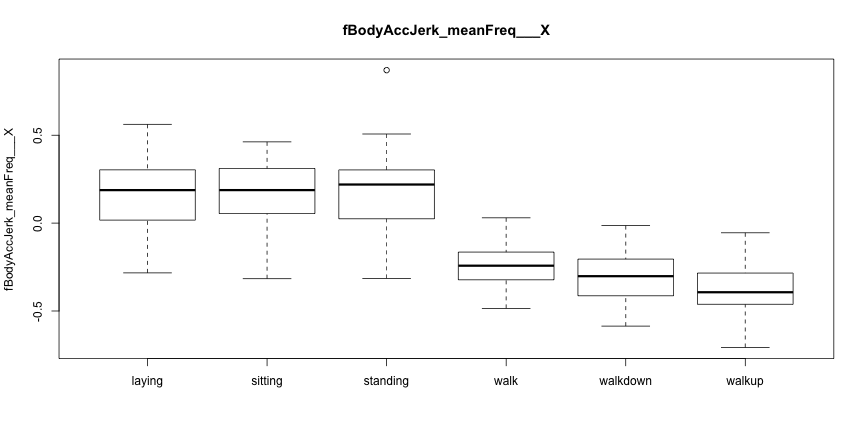 fBodyAccJerk_meanFreq___X
fBodyAccJerk_meanFreq___X
0.5
0.0
-0.5
laying sitting standing walk walkdown walkup